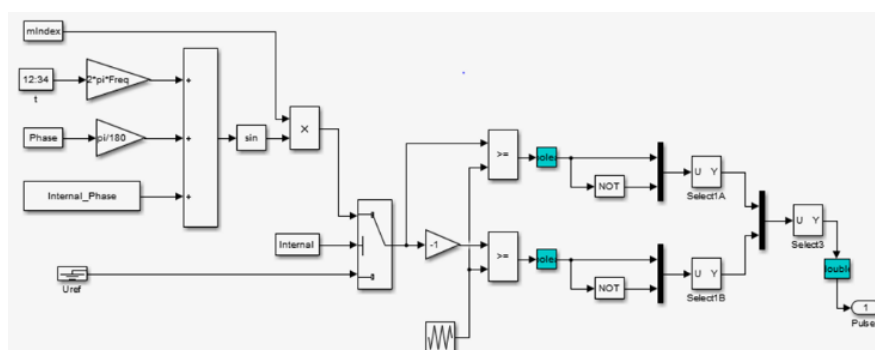 mIndex
12:34
t
2*pi*Freq
Phase
pi/180
Internal_Phase
+
+
+
sin
×
Internal
Uref
-1
>=
>=
NOT
NOT
U Y
Select1A
U Y
Select1B
U Y
Select3
1
Pulse